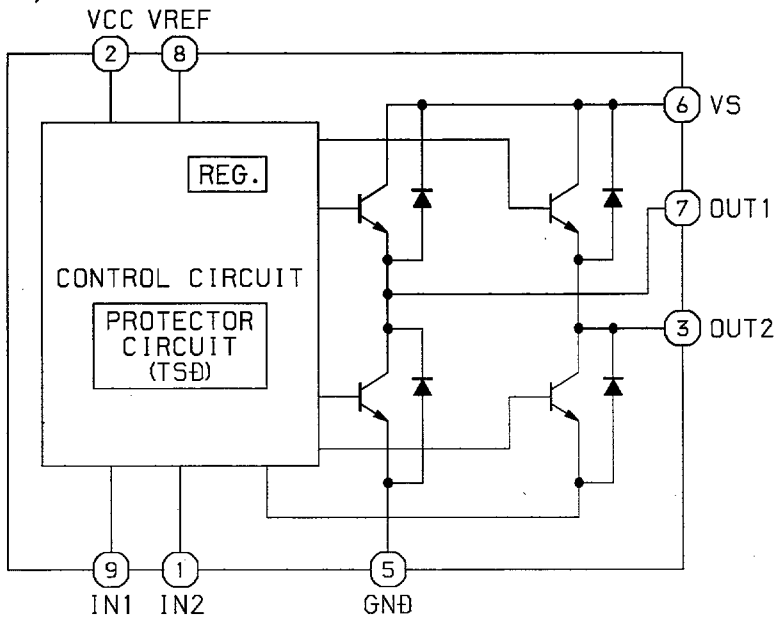 VCC VREF
2 8
6 VS
REG.
7 OUT1
CONTROL CIRCUIT
PROTECTOR
CIRCUIT
(TSD)
3 OUT2
9 1 5
IN1 IN2 GND